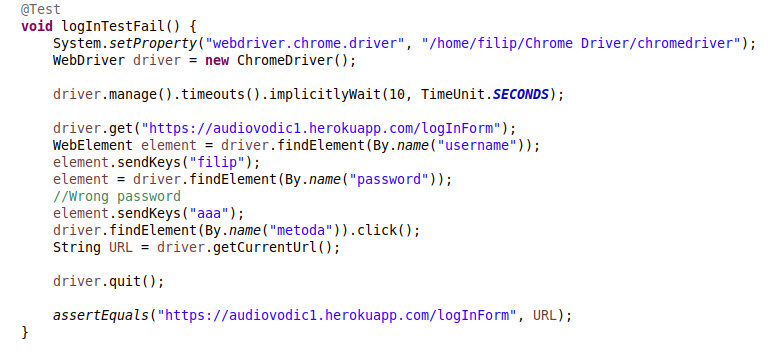 @Test
void logInTestFail() {
    System.setProperty("webdriver.chrome.driver", "/home/filip/Chrome Driver/chromedriver");
    WebDriver driver = new ChromeDriver();

    driver.manage().timeouts().implicitlyWait(10, TimeUnit.SECONDS);

    driver.get("https://audiovodic1.herokuapp.com/logInForm");
    WebElement element = driver.findElement(By.name("username"));
    element.sendKeys("filip");
    element = driver.findElement(By.name("password"));
    //Wrong password
    element.sendKeys("aaa");
    driver.findElement(By.name("metoda")).click();
    String URL = driver.getCurrentUrl();

    driver.quit();

    assertEquals("https://audiovodic1.herokuapp.com/logInForm", URL);
}